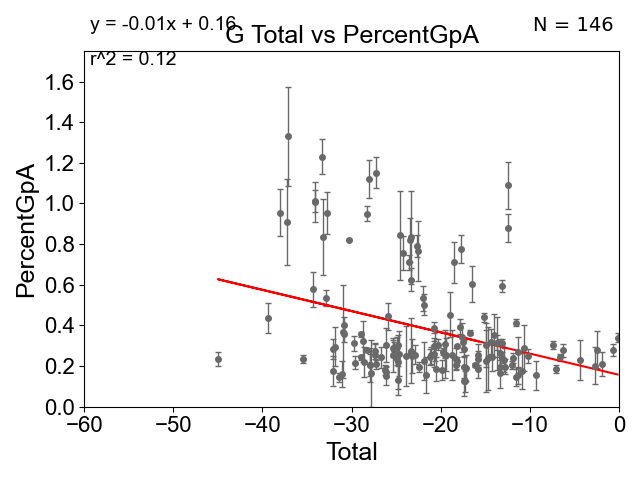 y = -0.01x + 0.16
G Total vs PercentGpA
N = 146
r^2 = 0.12
PercentGpA
1.6
1.4
1.2
1.0
0.8
0.6
0.4
0.2
0.0
−60 −50 −40 −30 −20 −10 0
Total